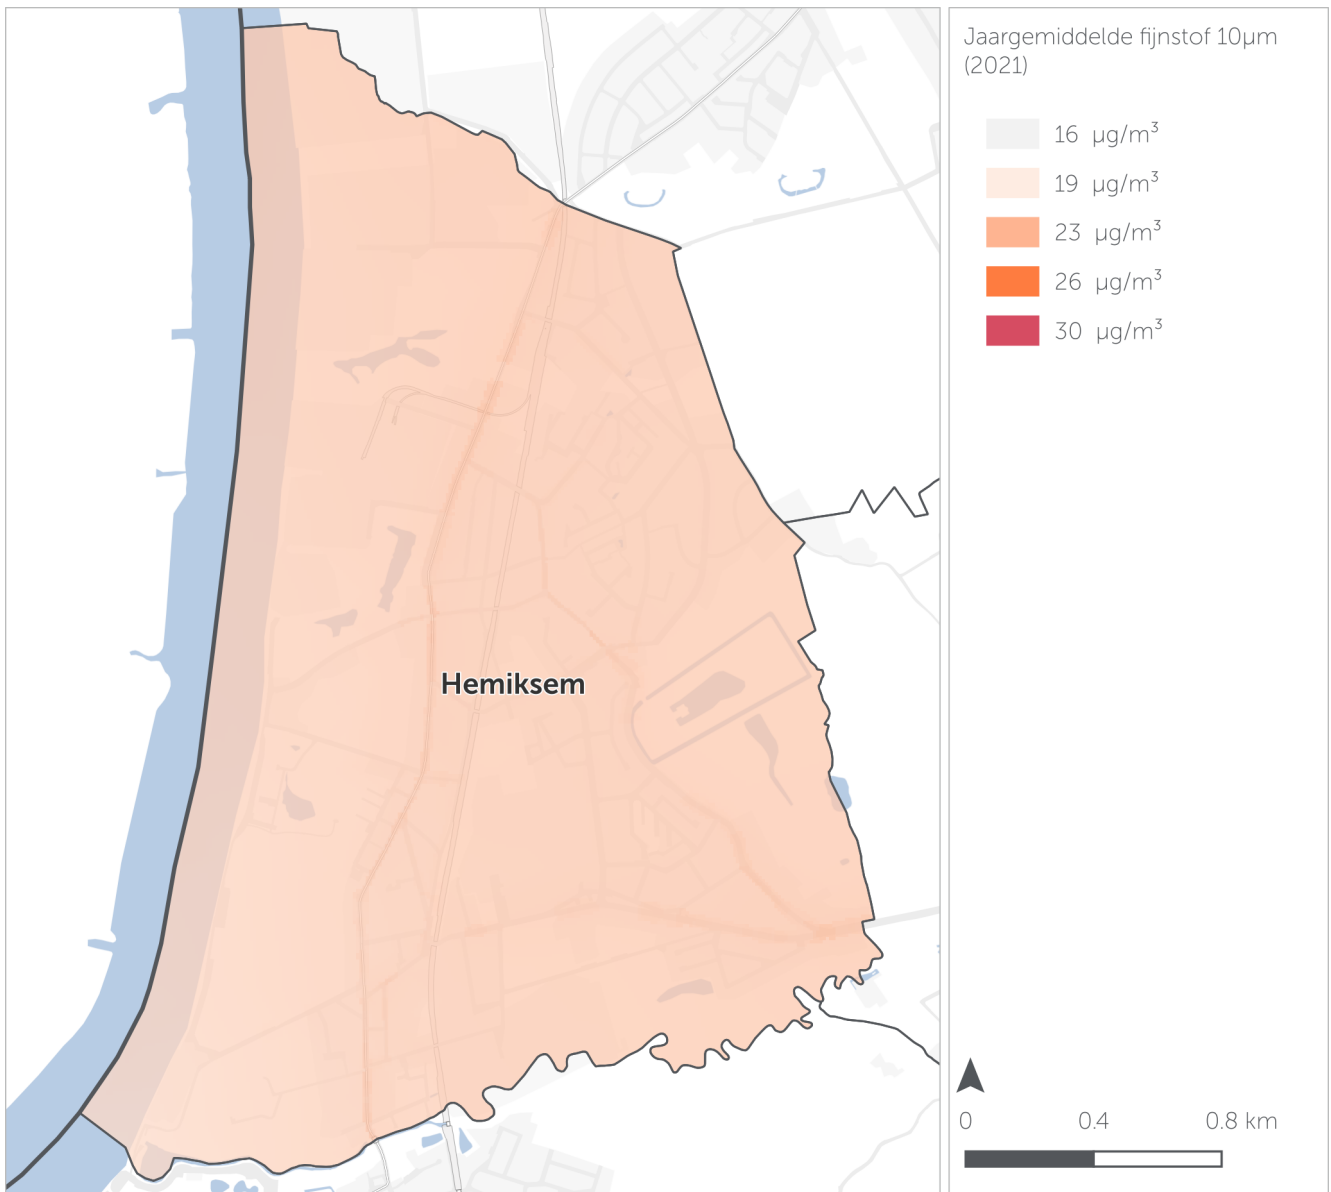 Jaargemiddelde fijnstof 10µm
(2021)
16 µg/m³
19 µg/m³
23 µg/m³
26 µg/m³
30 µg/m³
Hemiksem
0 0.4 0.8 km